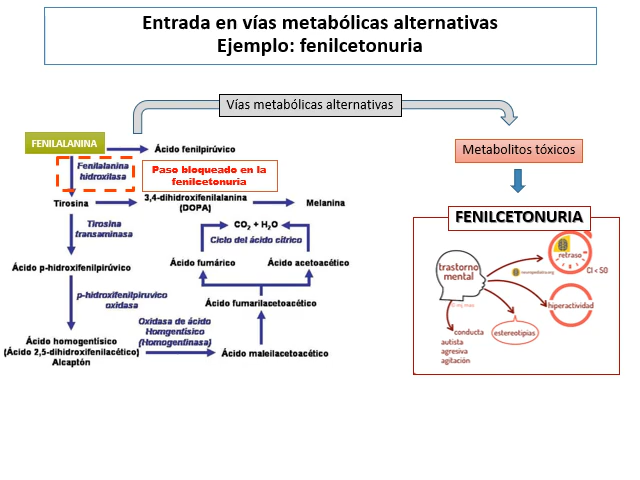 Entrada en vías metabólicas alternativas
Ejemplo: fenilcetonuria
Vías metabólicas alternativas
FENILALANINA
Ácido fenilpirúvico
Metabolitos tóxicos
Fenilalanina
hidroxilasa
Paso bloqueado en la
fenilcetonuria
Tirosina
3,4-dihidroxifenilalanina
(DOPA)
Melanina
Tirosina
transaminasa
CO2 + H2O
Ciclo del ácido cítrico
Ácido p-hidroxifenilpirúvico
Ácido fumárico
Ácido acetoacético
p-hidroxifenilpiruvico
oxidasa
Ácido fumarilacetoacético
Oxidasa de ácido
Homgentísico
(Homogentinasa)
Ácido homogentísico
(Ácido 2,5-dihidroxifenilacético)
Alcaptón
Ácido maleilacetoacético
FENILCETONURIA
trastorno
mental
retraso
CI < 50
neuropediatra.org
hiperactividad
conducta
autista
agresiva
agitación
estereotipias